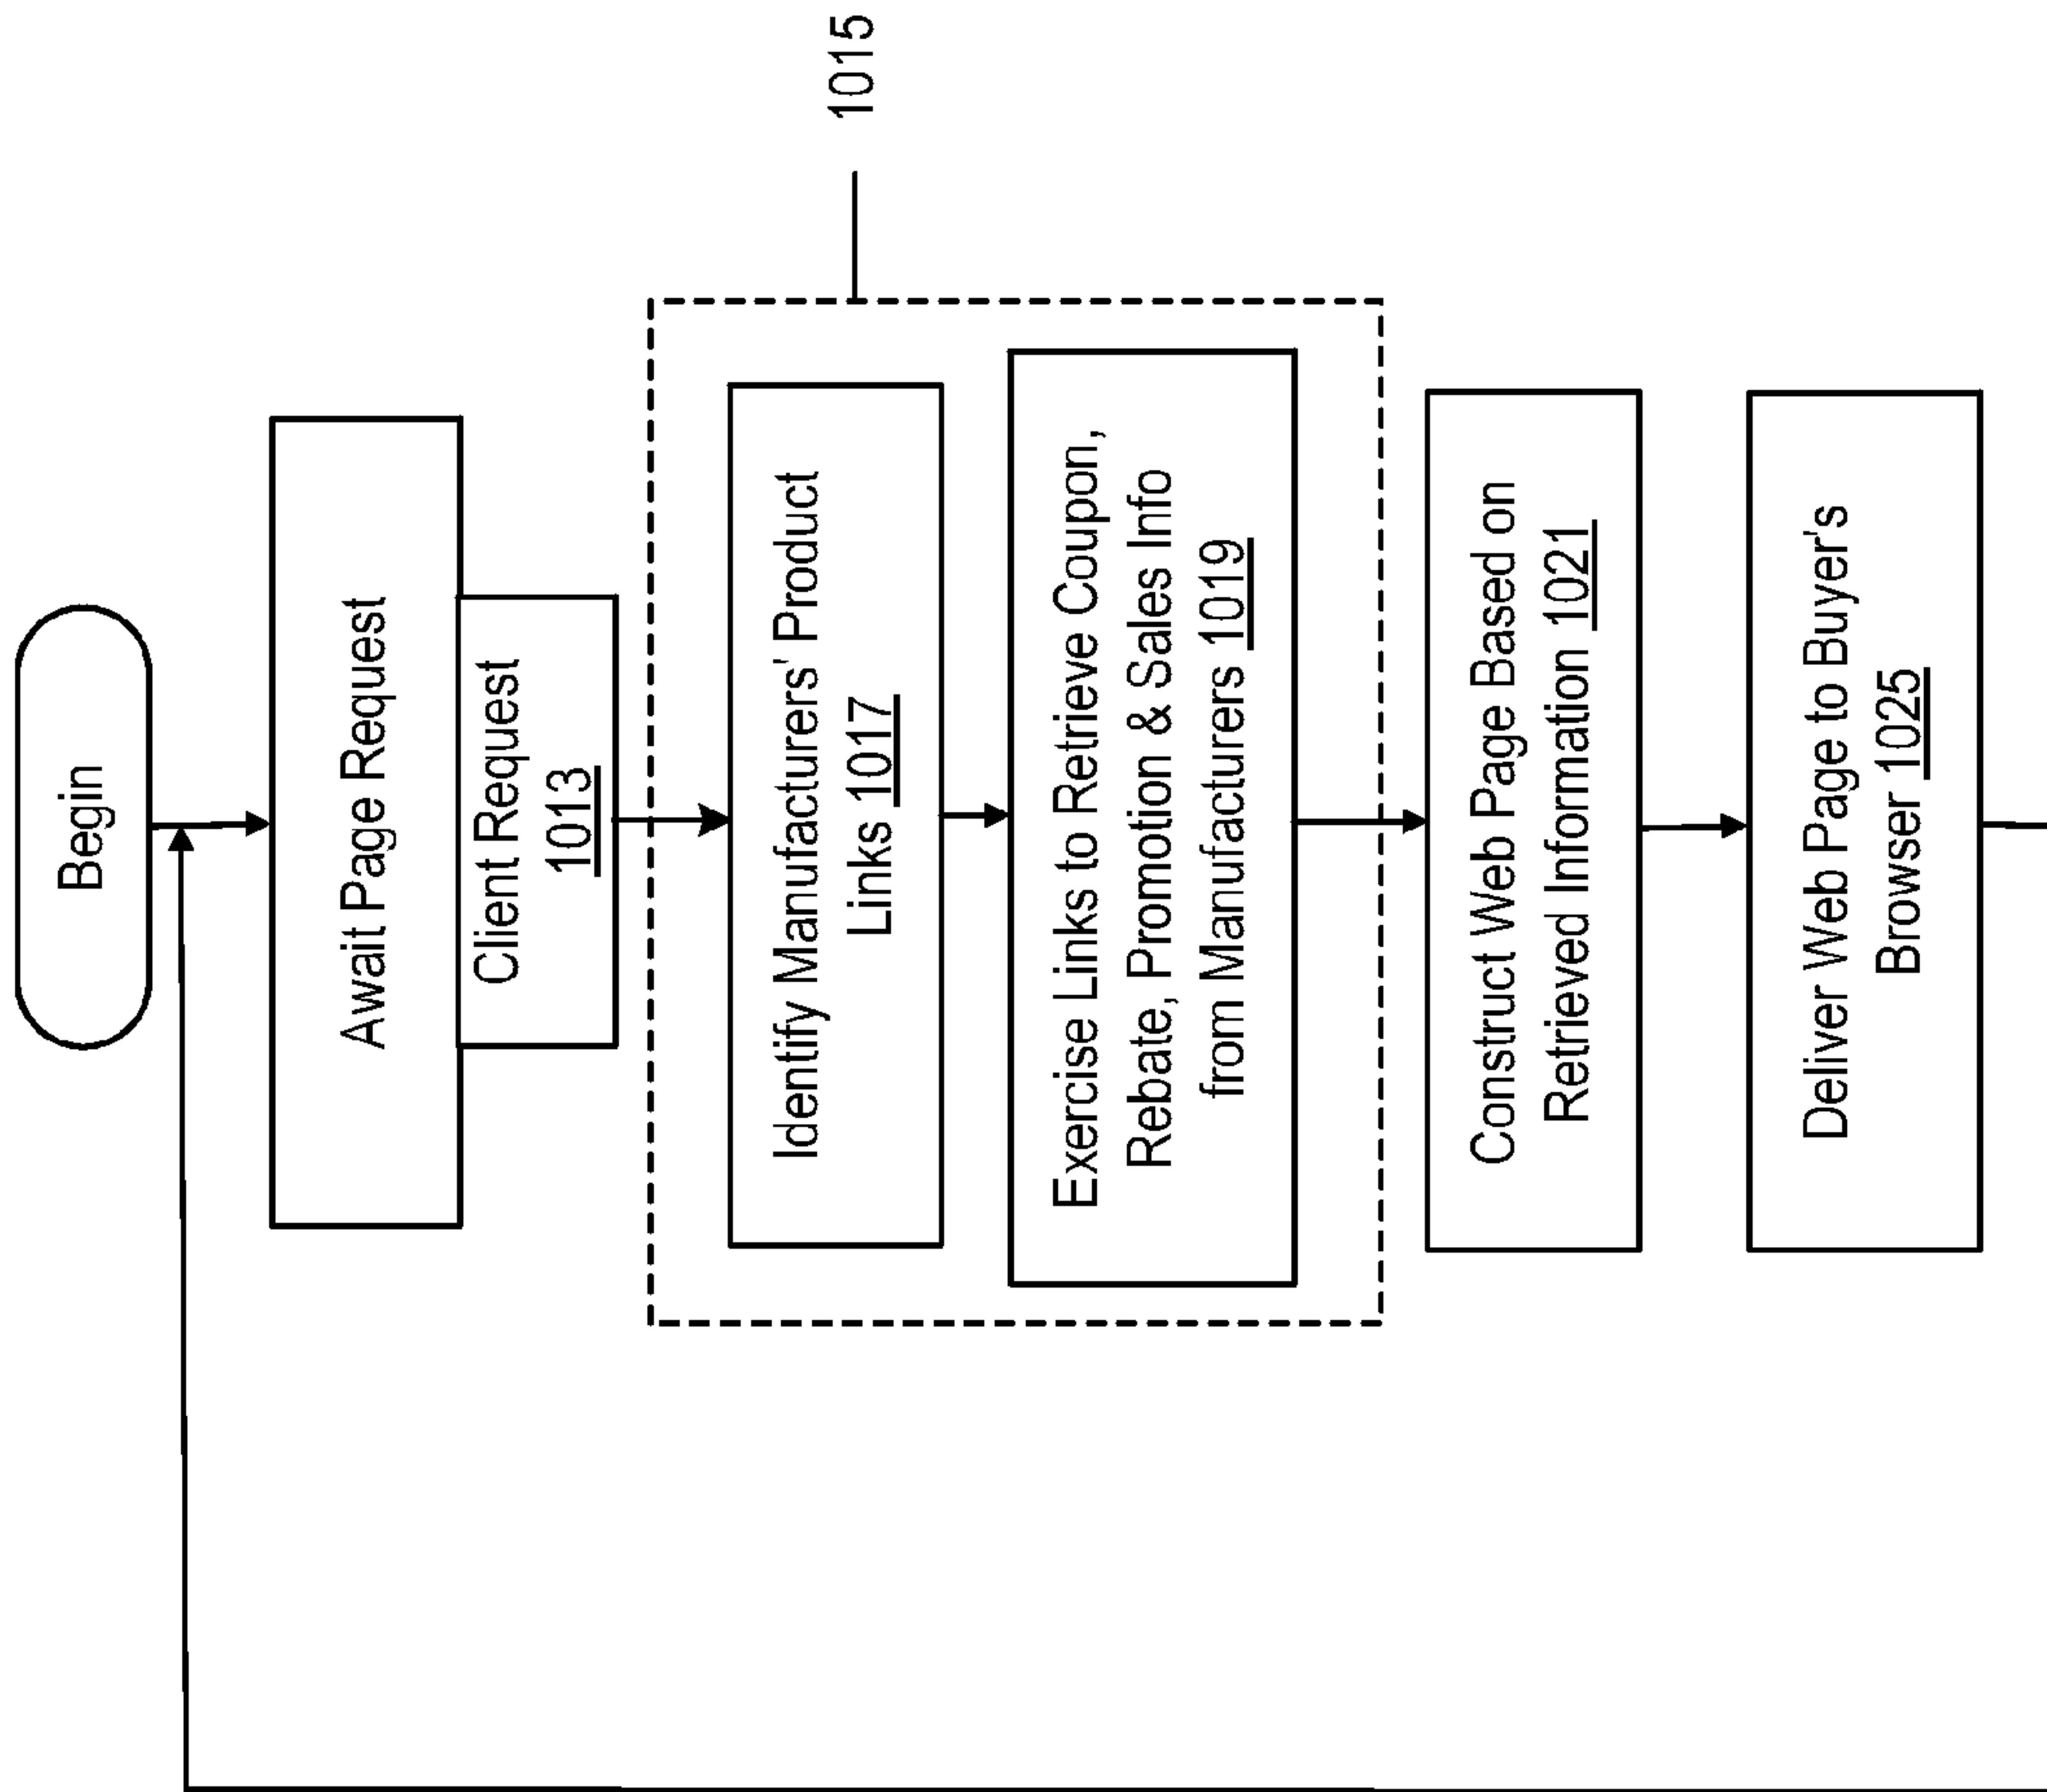 Begin
Await Page Request
Client Request
1013
1015
Identify Manufacturers' Product
Links 1017
Exercise Links to Retrieve Coupon,
Rebate, Promotion & Sales Info
from Manufacturers 1019
Construct Web Page Based on
Retrieved Information 1021
Deliver Web Page to Buyer's
Browser 1025